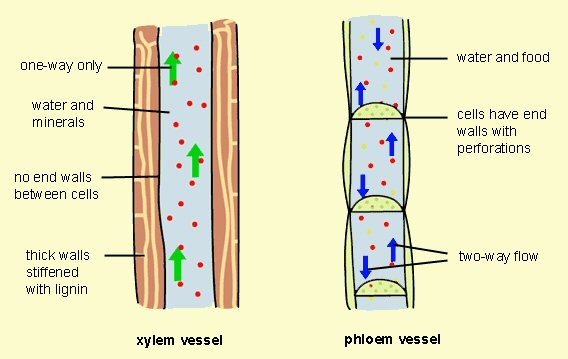 one-way only
water and
minerals
no end walls
between cells
thick walls
stiffened
with lignin
xylem vessel
water and food
cells have end
walls with
perforations
two-way flow
phloem vessel